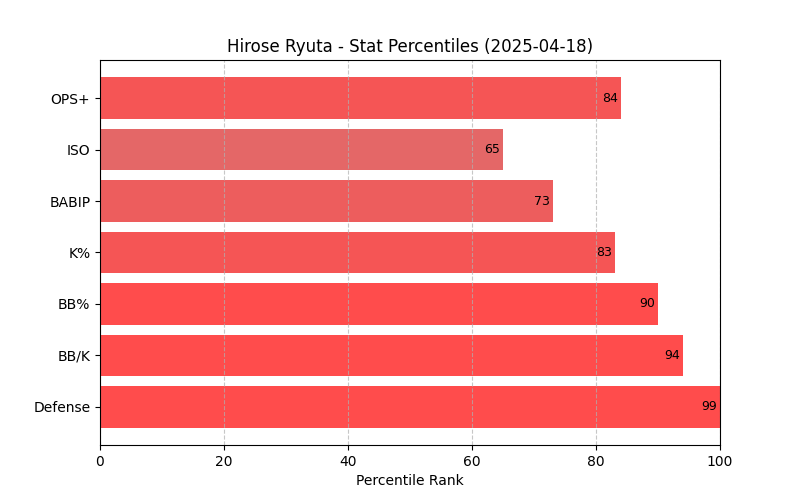 Hirose Ryuta - Stat Percentiles (2025-04-18)
OPS+
84
ISO
65
BABIP
73
K%
83
BB%
90
BB/K
94
Defense
99
0 20 40 60 80 100
Percentile Rank